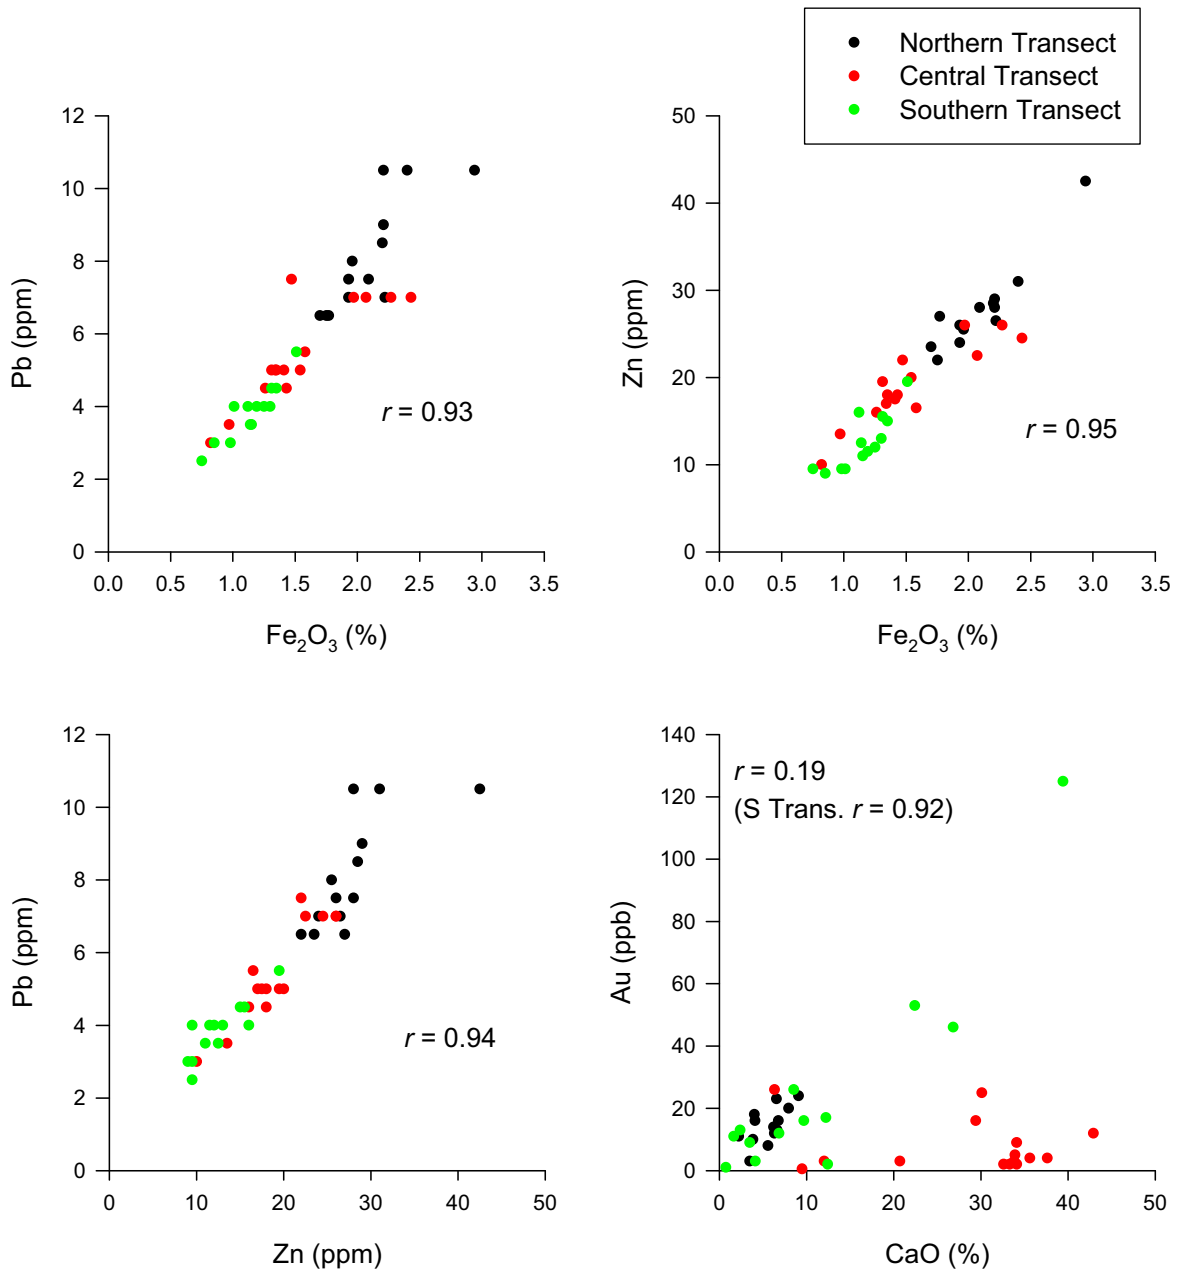 Northern Transect
Central Transect
Southern Transect
12
10
8
6
4
2
0
Pb (ppm)
r = 0.93
0.0 0.5 1.0 1.5 2.0 2.5 3.0 3.5
Fe₂O₃ (%)
50
40
30
20
10
0
Zn (ppm)
r = 0.95
0.0 0.5 1.0 1.5 2.0 2.5 3.0 3.5
Fe₂O₃ (%)
12
10
8
6
4
2
0
Pb (ppm)
r = 0.94
0 10 20 30 40 50
Zn (ppm)
140
120
100
80
60
40
20
0
Au (ppb)
r = 0.19
(S Trans. r = 0.92)
0 10 20 30 40 50
CaO (%)